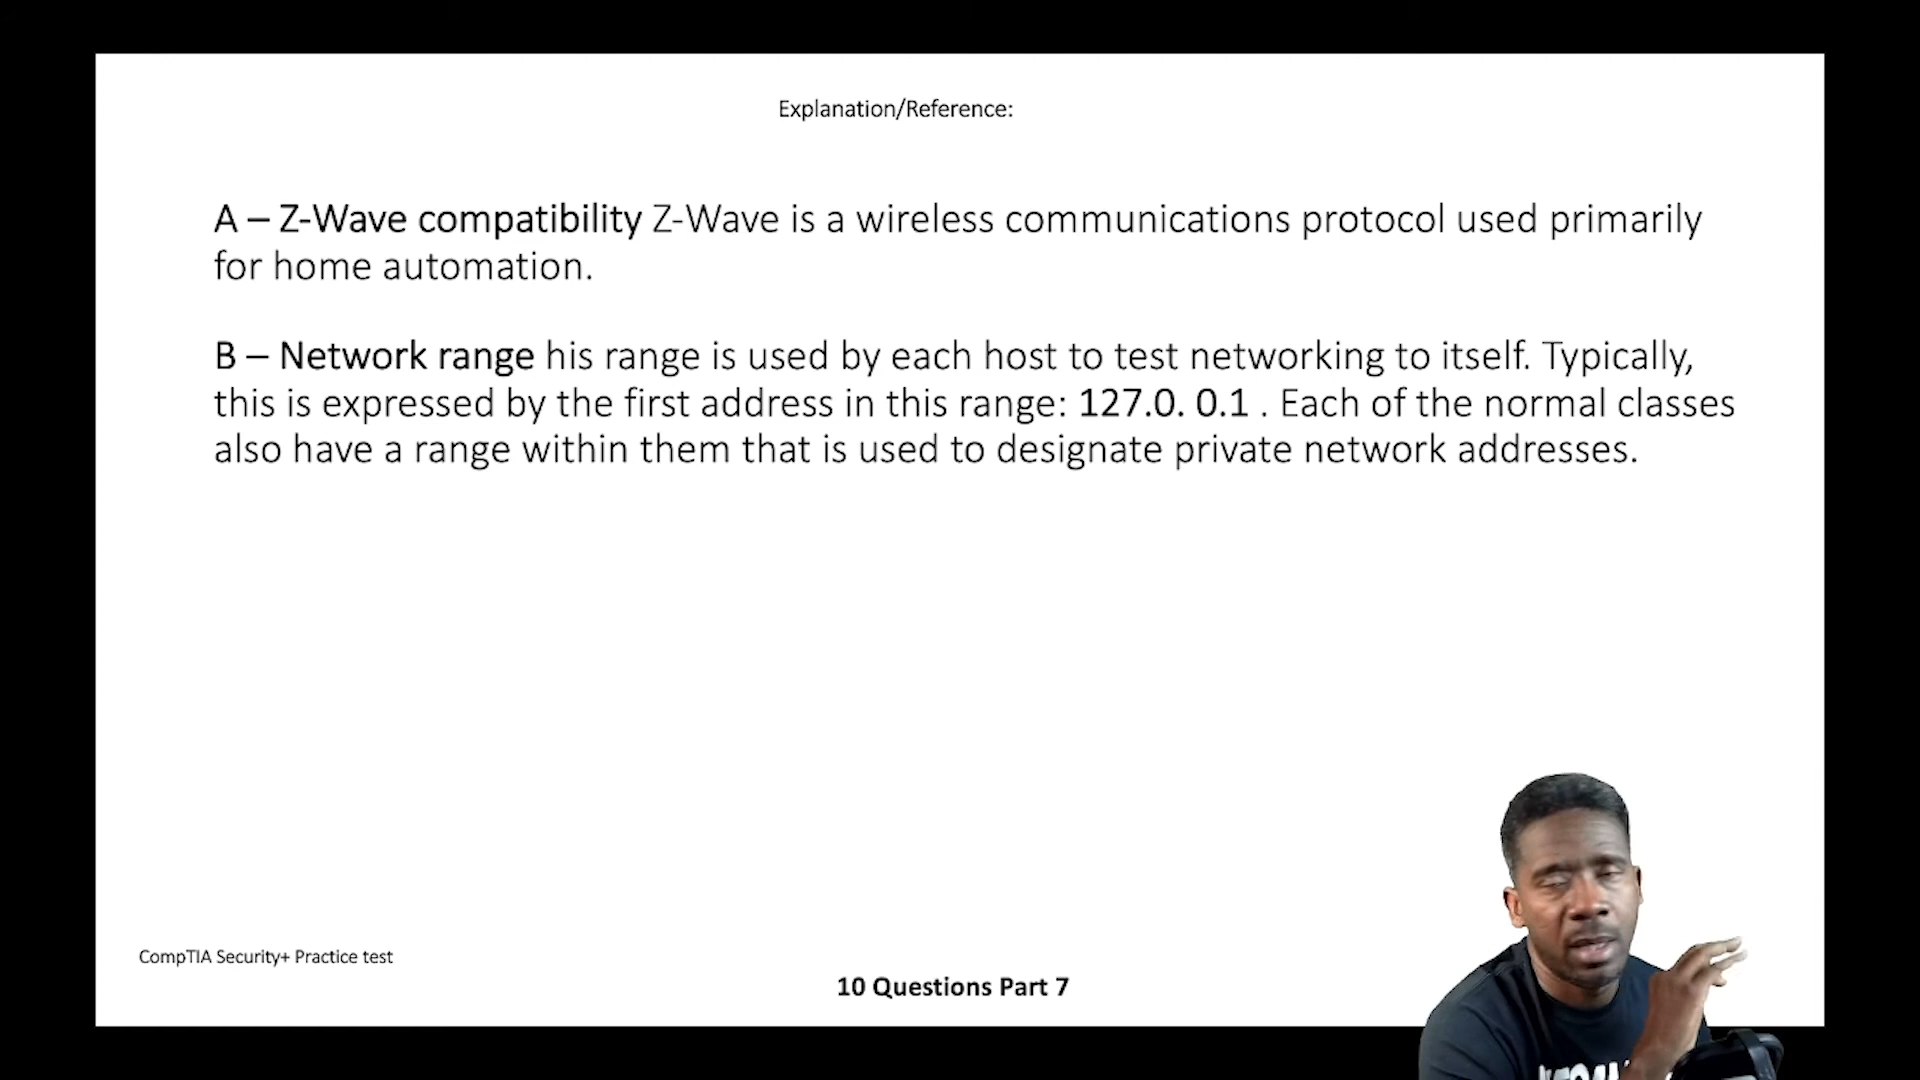 Explanation/Reference:
A – Z-Wave compatibility Z-Wave is a wireless communications protocol used primarily
for home automation.
B – Network range his range is used by each host to test networking to itself. Typically,
this is expressed by the first address in this range: 127.0. 0.1 . Each of the normal classes
also have a range within them that is used to designate private network addresses.
CompTIA Security+ Practice test
10 Questions Part 7